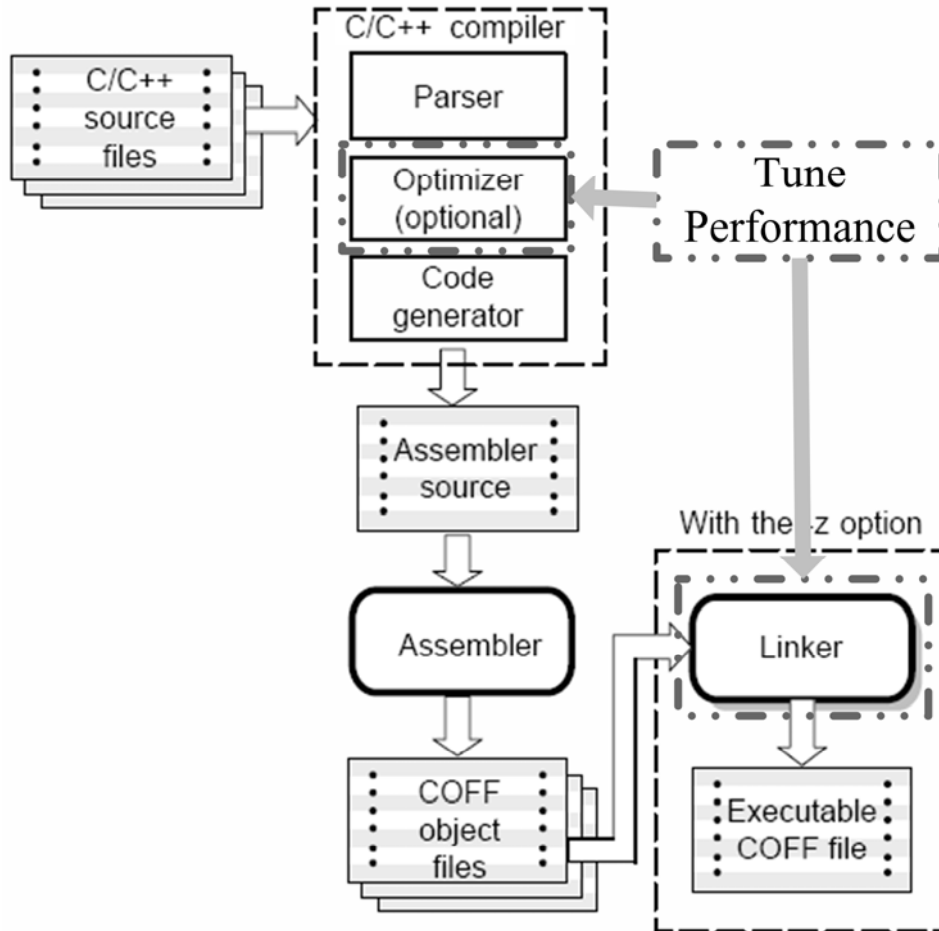 C/C++ compiler
C/C++
source
files
Parser
Optimizer
(optional)
Tune
Performance
Code
generator
Assembler
source
With the -z option
Assembler
Linker
COFF
object
files
Executable
COFF file